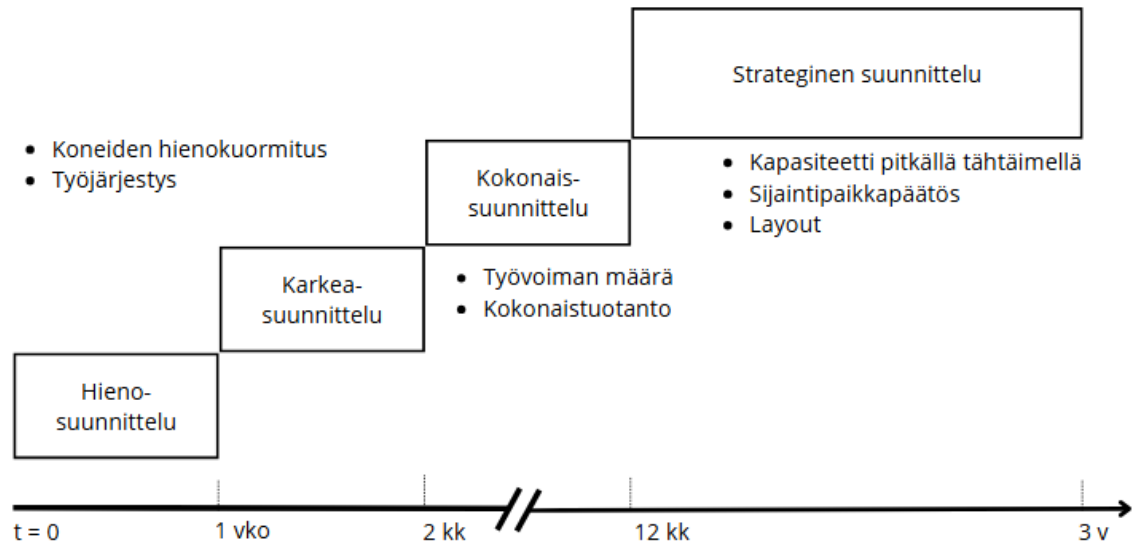 Strateginen suunnittelu
• Koneiden hienokuormitus
• Työjärjestys
Kokonais-
suunnittelu
• Kapasiteetti pitkällä tähtäimellä
• Sijaintipaikkapäätös
• Layout
Karkea-
suunnittelu
• Työvoiman määrä
• Kokonaistuotanto
Hieno-
suunnittelu
t = 0
1 vko
2 kk
12 kk
3 v